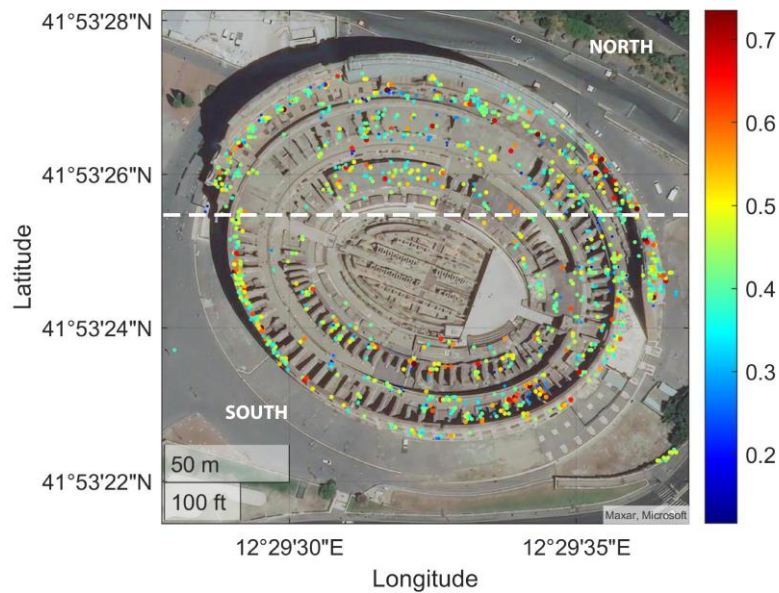 41°53'28"N
NORTH
0.7
0.6
41°53'26"N
0.5
Latitude
0.4
41°53'24"N
0.3
SOUTH
0.2
50 m
41°53'22"N
100 ft
Maxar, Microsoft
12°29'30"E
12°29'35"E
Longitude